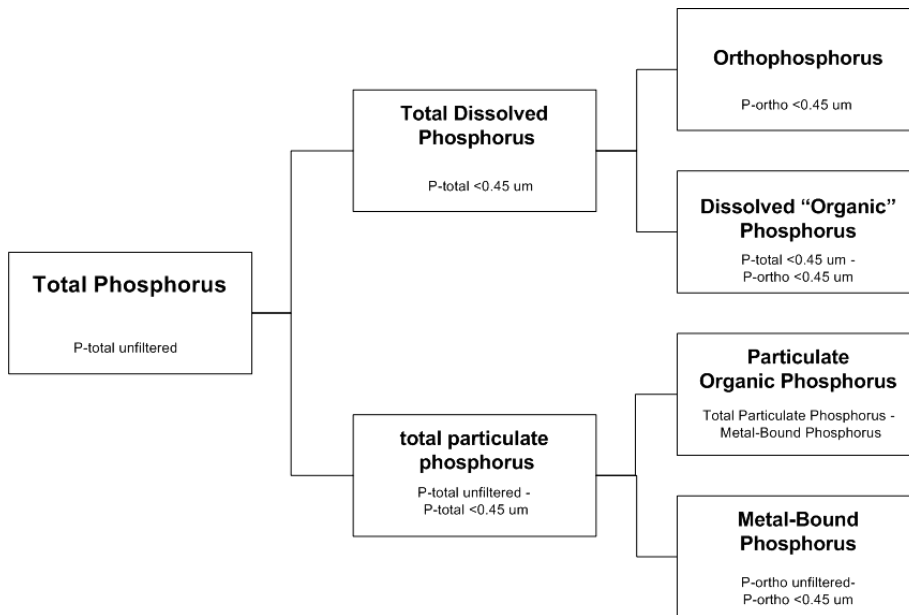 Orthophosphorus
P-ortho <0.45 um
Total Dissolved
Phosphorus
P-total <0.45 um
Dissolved “Organic”
Phosphorus
P-total <0.45 um -
P-ortho <0.45 um
Total Phosphorus
P-total unfiltered
Particulate
Organic Phosphorus
Total Particulate Phosphorus -
Metal-Bound Phosphorus
total particulate
phosphorus
P-total unfiltered -
P-total <0.45 um
Metal-Bound
Phosphorus
P-ortho unfiltered-
P-ortho <0.45 um